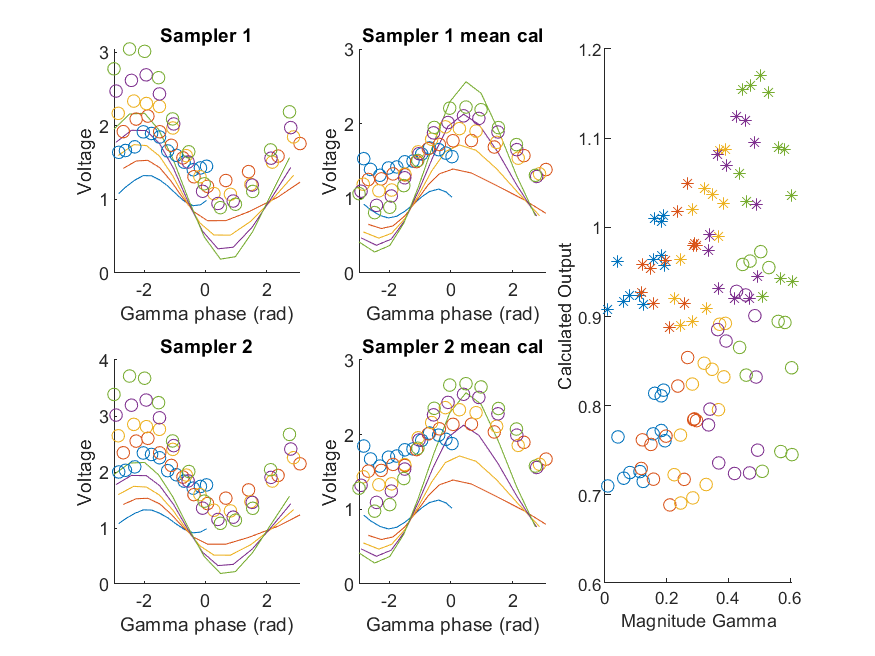 Sampler 1
3
2
1
0
Voltage
-2
0
2
Gamma phase (rad)
Sampler 1 mean cal
3
2
1
0
Voltage
-2
0
2
Gamma phase (rad)
Sampler 2
4
3
2
1
0
Voltage
-2
0
2
Gamma phase (rad)
Sampler 2 mean cal
3
2
1
0
Voltage
-2
0
2
Gamma phase (rad)
1.2
1.1
1
0.9
0.8
0.7
0.6
Calculated Output
0
0.2
0.4
0.6
Magnitude Gamma